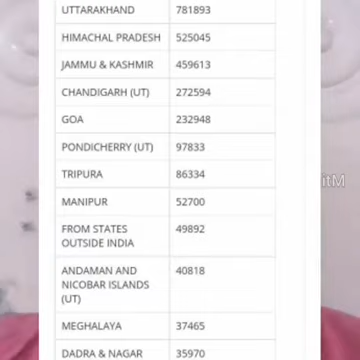 UTTARAKHAND 781893
HIMACHAL PRADESH 525045
JAMMU & KASHMIR 459613
CHANDIGARH (UT) 272594
GOA 232948
PONDICHERRY (UT) 97833
TRIPURA 86334
MANIPUR 52700
FROM STATES 49892
OUTSIDE INDIA
ANDAMAN AND 40818
NICOBAR ISLANDS
(UT)
MEGHALAYA 37465
DADRA & NAGAR 35970